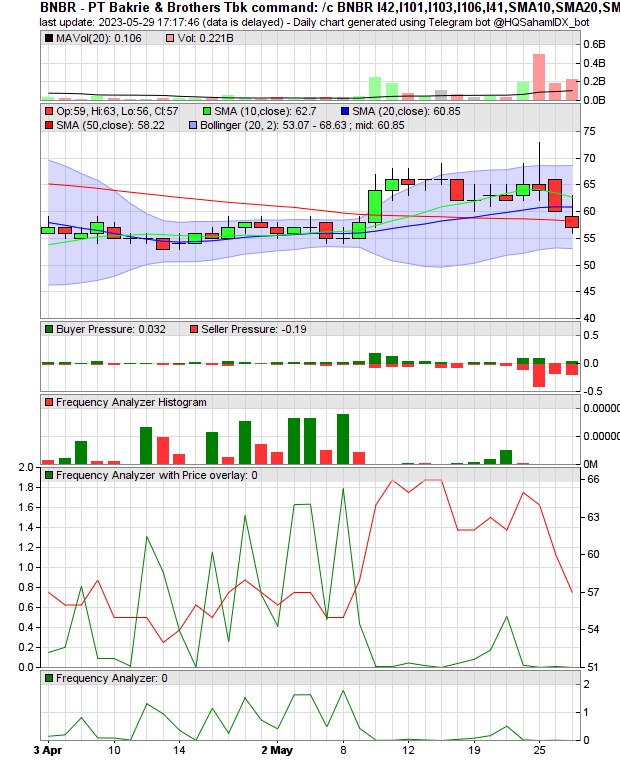 BNBR - PT Bakrie & Brothers Tbk command: /c BNBR I42,I101,I103,I106,I41,SMA10,SMA20,SM
last update: 2023-05-29 17:17:46 (data is delayed) - Daily chart generated using Telegram bot @HQSahamIDX_bot
MAVol(20): 0.106 Vol: 0.221B
0.6B
0.4B
0.2B
0.0B
Op:59, Hi:63, Lo:56, Cl:57 SMA (10,close): 62.7 SMA (20,close): 60.85
SMA (50,close): 58.22 Bollinger (20, 2): 53.07 - 68.63 ; mid: 60.85
75
70
65
60
55
50
45
40
Buyer Pressure: 0.032 Seller Pressure: -0.19
0.5
0.0
-0.5
Frequency Analyzer Histogram
0.00000
0.00000
0M
Frequency Analyzer with Price overlay: 0
2.0
1.8
1.6
1.4
1.2
1.0
0.8
0.6
0.4
0.2
0.0
66
63
60
57
54
51
Frequency Analyzer: 0
2
1
0
3 Apr 10 14 2 May 8 12 19 25